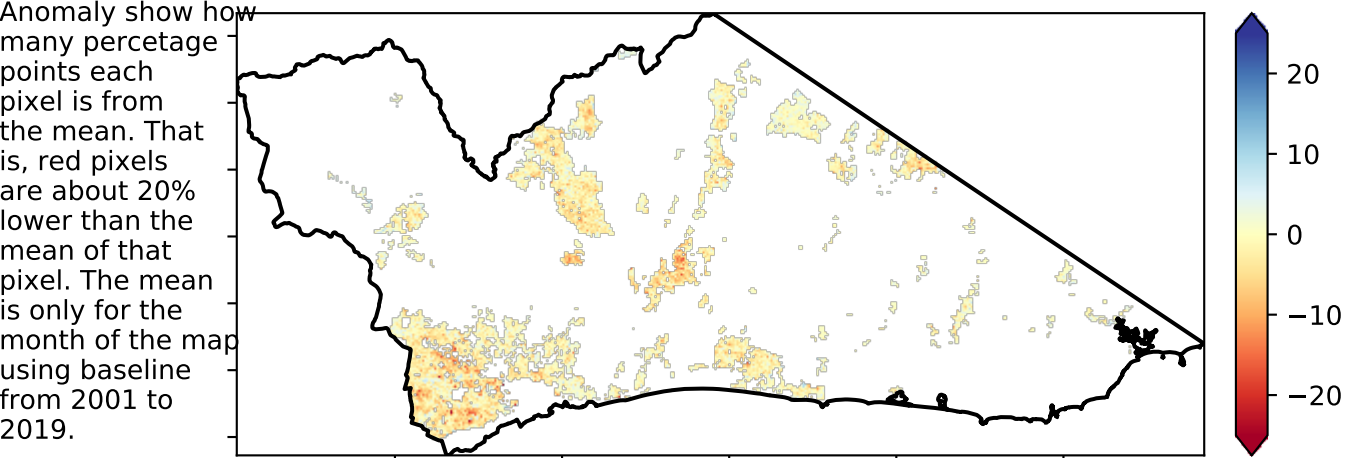 Anomaly show how
many percetage
points each
pixel is from
the mean. That
is, red pixels
are about 20%
lower than the
mean of that
pixel. The mean
is only for the
month of the map
using baseline
from 2001 to
2019.
20
10
0
−10
−20